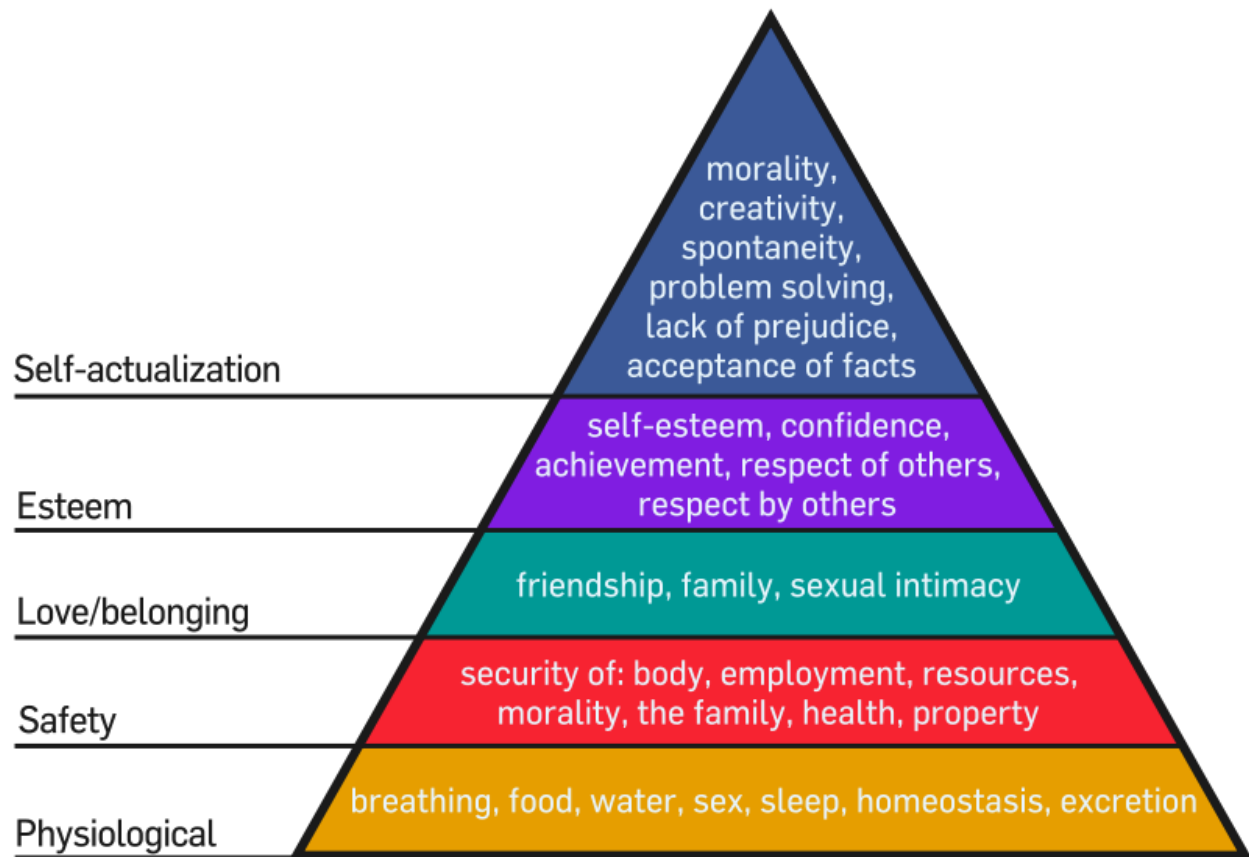 morality,
creativity,
spontaneity,
problem solving,
lack of prejudice,
acceptance of facts
Self-actualization
self-esteem, confidence,
achievement, respect of others,
respect by others
Esteem
friendship, family, sexual intimacy
Love/belonging
security of: body, employment, resources,
morality, the family, health, property
Safety
breathing, food, water, sex, sleep, homeostasis, excretion
Physiological